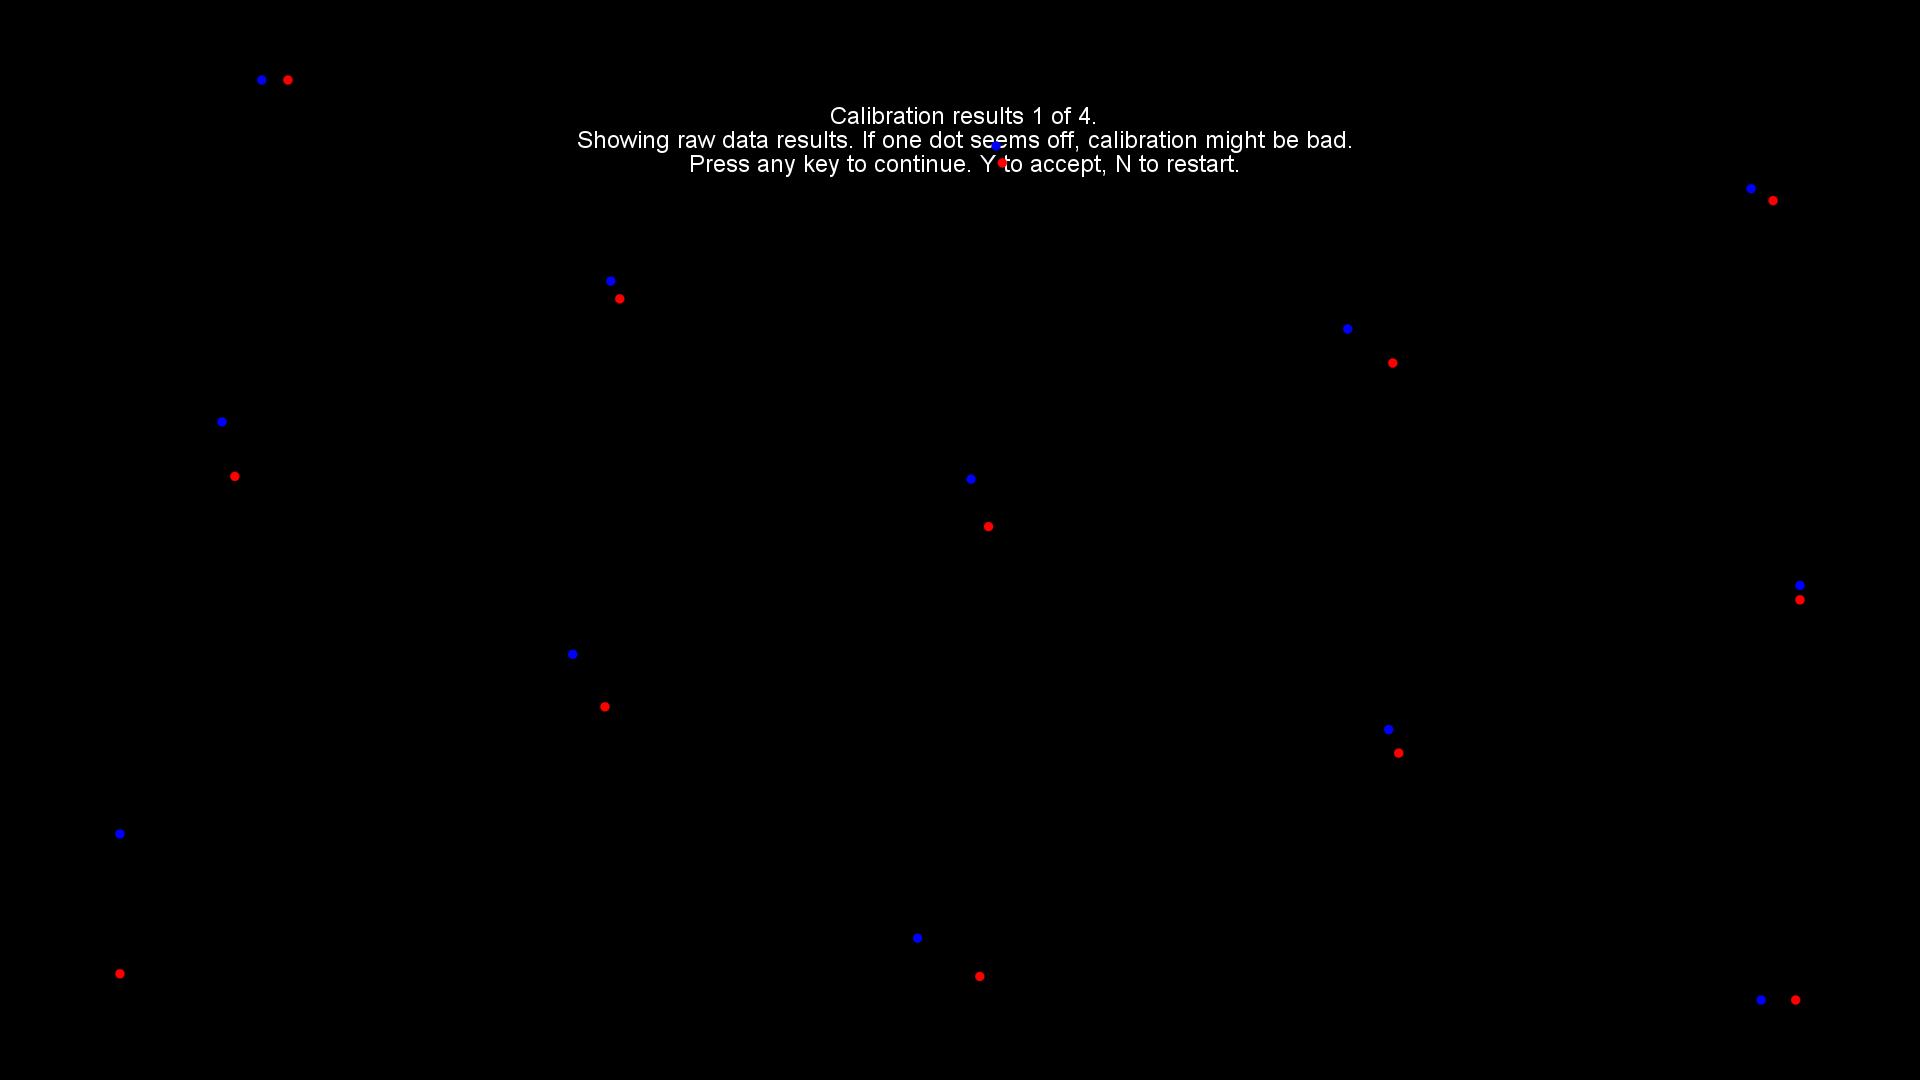 Calibration results 1 of 4.
Showing raw data results. If one dot seems off, calibration might be bad.
Press any key to continue. Y to accept, N to restart.